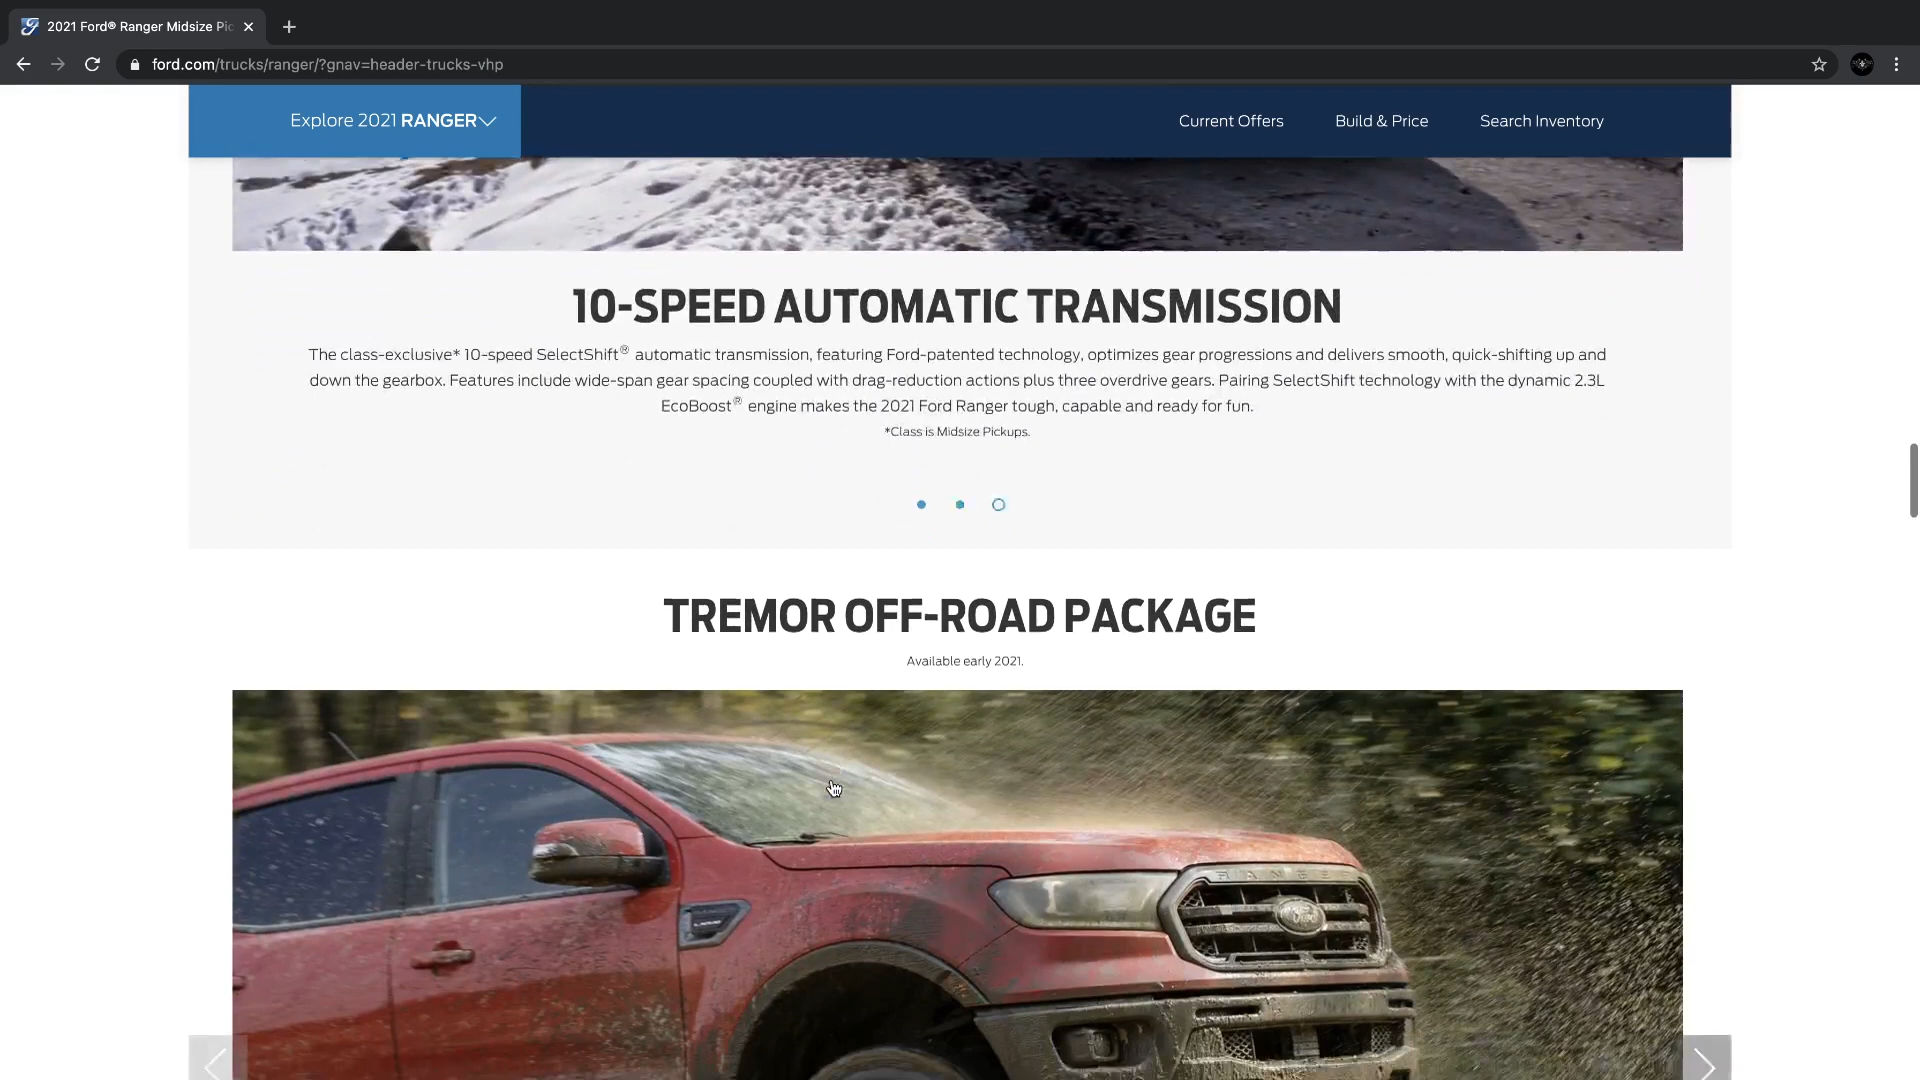 2021 Ford® Ranger Midsize Pic
ford.com/trucks/ranger/?gnav=header-trucks-vhp
Explore 2021 RANGER
Current Offers
Build & Price
Search Inventory
10-SPEED AUTOMATIC TRANSMISSION
The class-exclusive* 10-speed SelectShift® automatic transmission, featuring Ford-patented technology, optimizes gear progressions and delivers smooth, quick-shifting up and
down the gearbox. Features include wide-span gear spacing coupled with drag-reduction actions plus three overdrive gears. Pairing SelectShift technology with the dynamic 2.3L
EcoBoost® engine makes the 2021 Ford Ranger tough, capable and ready for fun.
*Class is Midsize Pickups.
TREMOR OFF-ROAD PACKAGE
Available early 2021.
RANGER
Ford